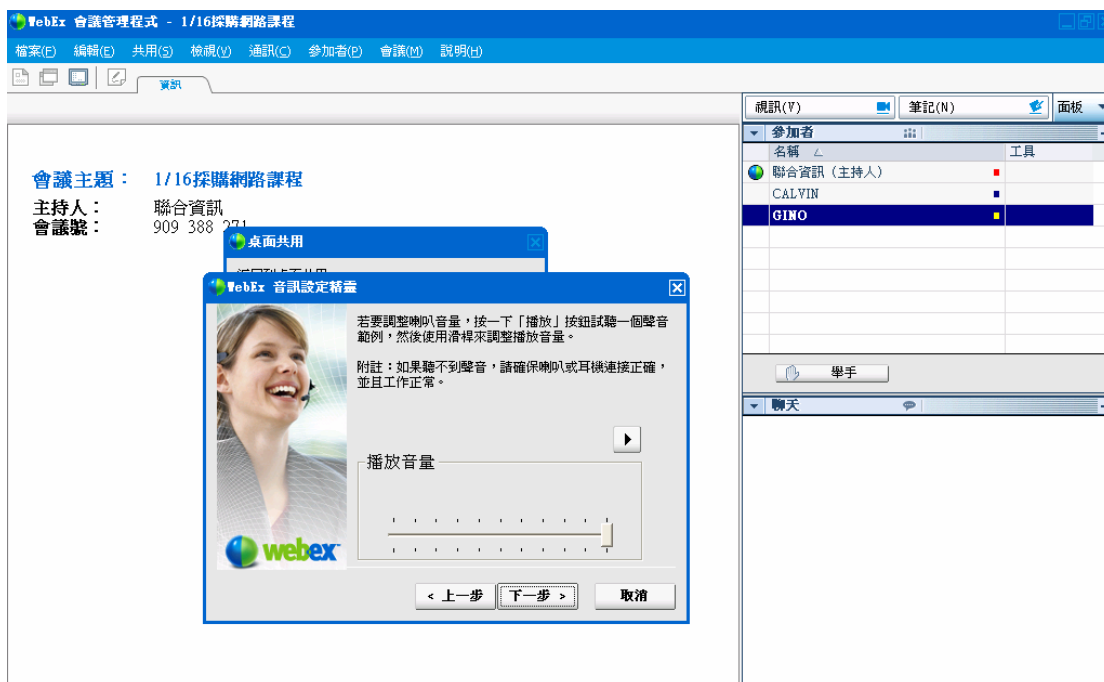 WebEx 會議管理程式 - 1/16採購網路課程
檔案(F) 編輯(E) 共用(S) 檢視(V) 通訊(C) 參加者(P) 會議(M) 說明(H)
資訊
視訊(V) 筆記(N) 面板
參加者
名稱 工具
聯合資訊（主持人）
CALVIN
GINO
舉手
聊天
會議主題： 1/16採購網路課程
主持人： 聯合資訊
會議號： 909 388 271
桌面共用
返回到桌面共用
WebEx 音訊設定精靈
若要調整喇叭音量，按一下「播放」按鈕試聽一個聲音
範例，然後使用滑桿來調整播放音量。
附註：如果聽不到聲音，請確保喇叭或耳機連接正確，
並且工作正常。
播放音量
webex
< 上一步 下一步 > 取消